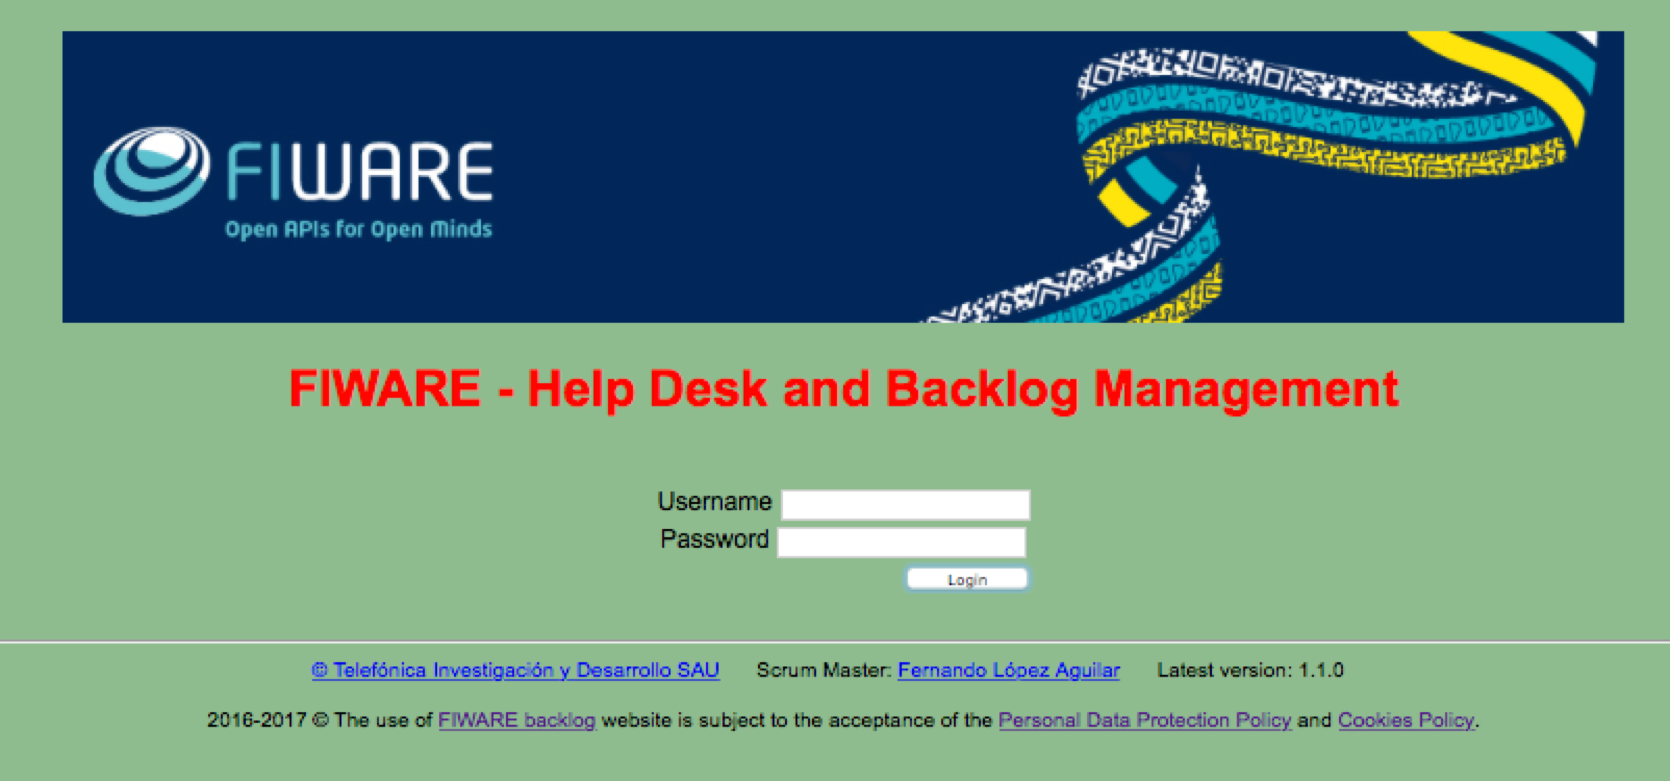 FIWARE
Open APIs for Open Minds
FIWARE - Help Desk and Backlog Management
Username
Password
Login
© Telefónica Investigación y Desarrollo SAU Scrum Master: Fernando López Aguilar Latest version: 1.1.0
2016-2017 © The use of FIWARE backlog website is subject to the acceptance of the Personal Data Protection Policy and Cookies Policy.